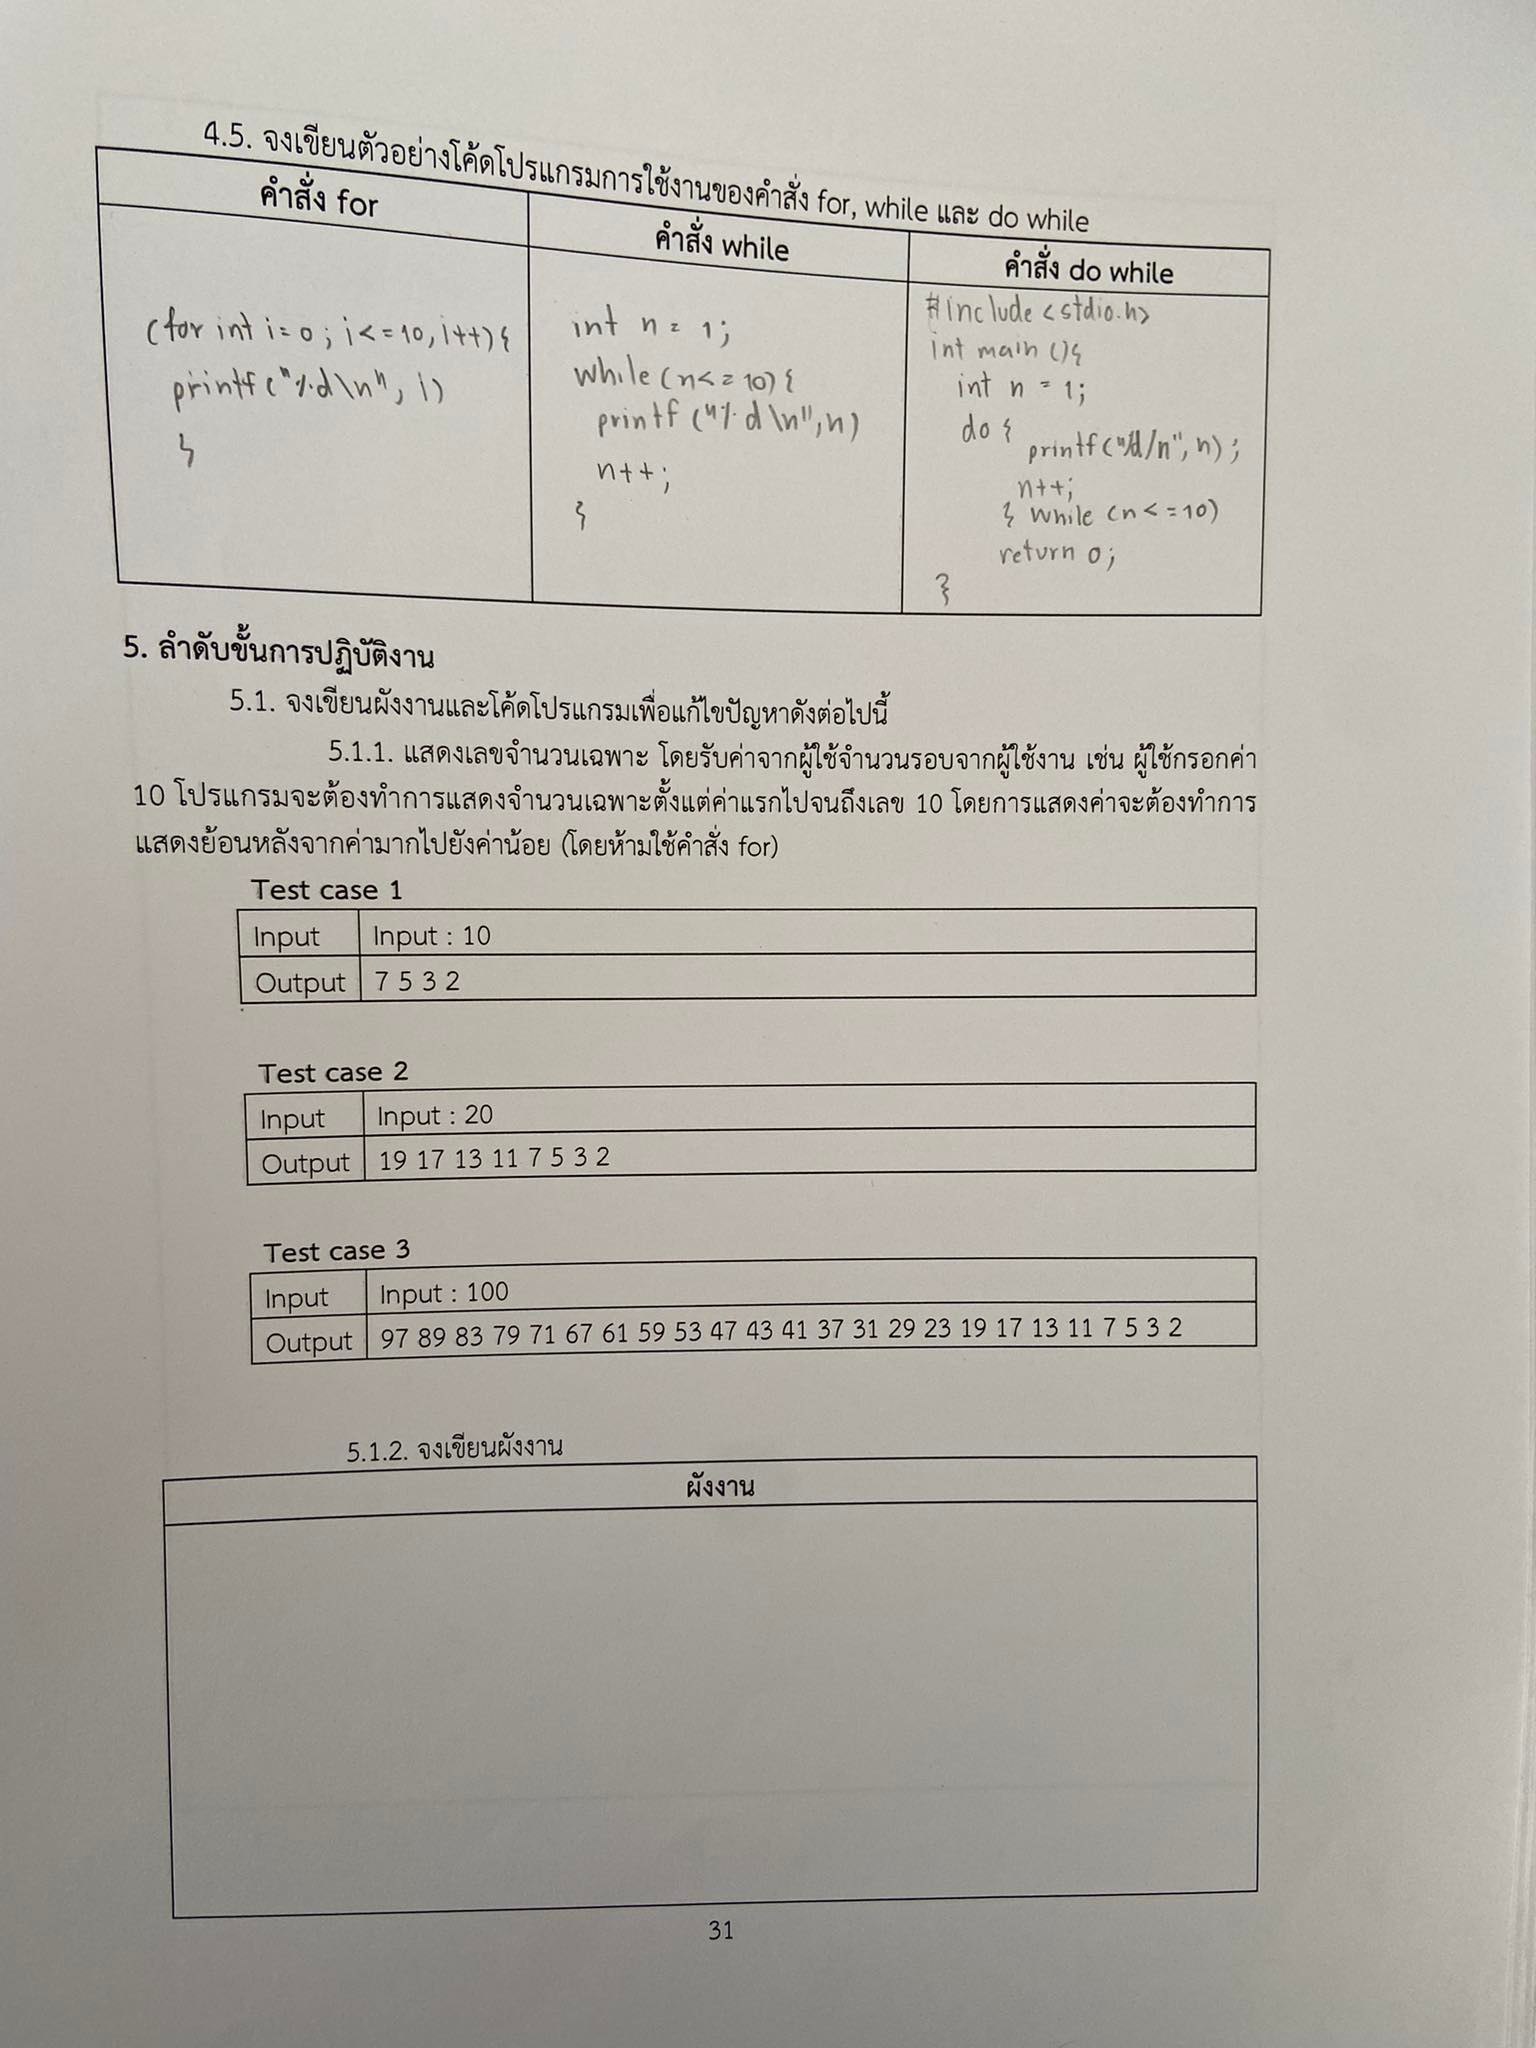 4.5. จงเขียนตัวอย่างโค้ดโปรแกรมการใช้งานของคำสั่ง for, while และ do while
คำสั่ง for
(for int i=0; i<=10, i++){
printf("%d\n", i)
}
คำสั่ง while
int n = 1;
while(n<=10){
printf("%d\n",n)
n++;
}
คำสั่ง do while
#include <stdio.h>
int main (){
int n = 1;
do {
printf("%d/n", n);
n++;
} while (n<=10)
return 0;
}
5. ลำดับขั้นการปฏิบัติงาน
5.1. จงเขียนผังงานและโค้ดโปรแกรมเพื่อแก้ไขปัญหาดังต่อไปนี้
5.1.1. แสดงเลขจำนวนเฉพาะ โดยรับค่าจากผู้ใช้จำนวนรอบจากผู้ใช้งาน เช่น ผู้ใช้กรอกค่า
10 โปรแกรมจะต้องทำการแสดงจำนวนเฉพาะตั้งแต่ค่าแรกไปจนถึงเลข 10 โดยการแสดงค่าจะต้องทำการ
แสดงย้อนหลังจากค่ามากไปยังค่าน้อย (โดยห้ามใช้คำสั่ง for)
Test case 1
Input Input : 10
Output 7 5 3 2
Test case 2
Input Input : 20
Output 19 17 13 11 7 5 3 2
Test case 3
Input Input : 100
Output 97 89 83 79 71 67 61 59 53 47 43 41 37 31 29 23 19 17 13 11 7 5 3 2
5.1.2. จงเขียนผังงาน
ผังงาน
31